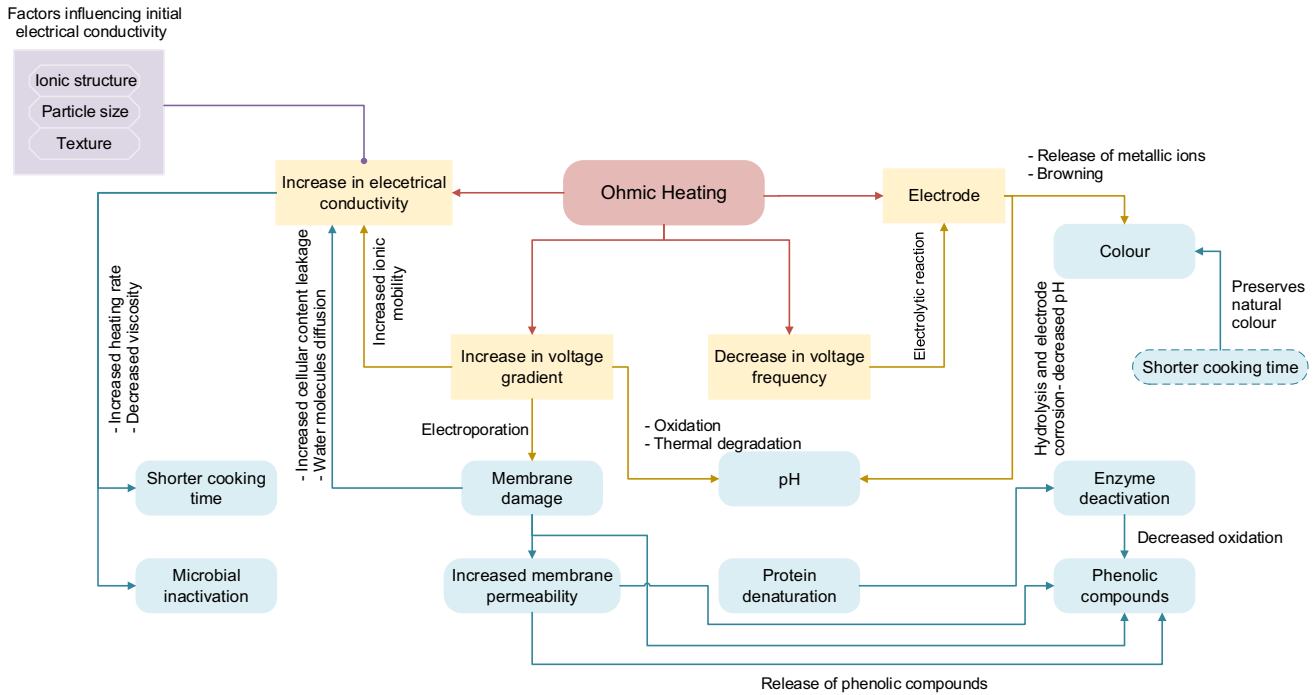 Factors influencing initial
electrical conductivity
Ionic structure
Particle size
Texture
Increase in elecetrical
conductivity
Ohmic Heating
Electrode
- Release of metallic ions
- Browning
Colour
Preserves
natural
colour
Shorter cooking time
- Increased heating rate
- Decreased viscosity
- Increased cellular content leakage
- Water molecules diffusion
Increased ionic
mobility
Electrolytic reaction
Hydrolysis and electrode
corrosion- decreased pH
Increase in voltage
gradient
Decrease in voltage
frequency
Electroporation
- Oxidation
- Thermal degradation
Shorter cooking
time
Membrane
damage
pH
Enzyme
deactivation
Decreased oxidation
Microbial
inactivation
Increased membrane
permeability
Protein
denaturation
Phenolic
compounds
Release of phenolic compounds